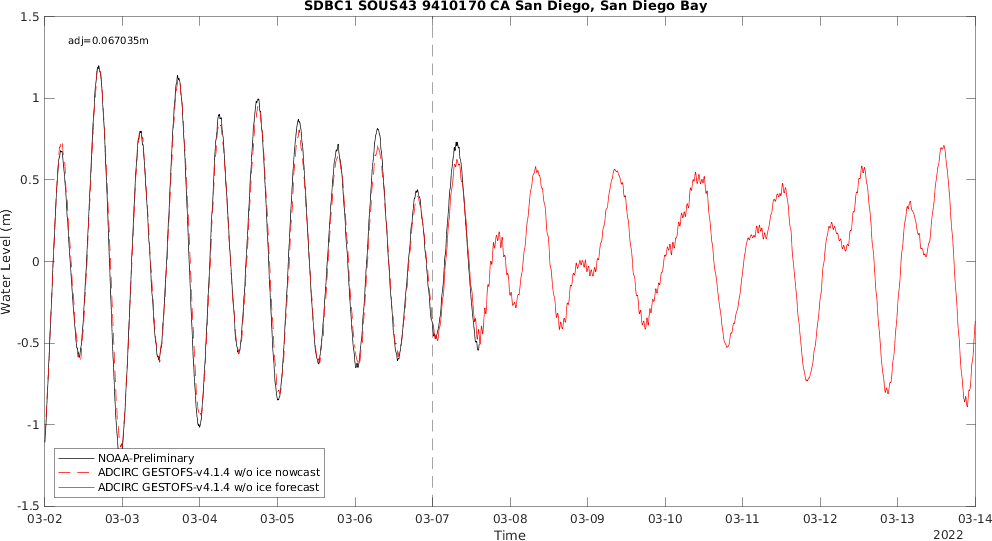 SDBC1 SOUS43 9410170 CA San Diego, San Diego Bay
1.5
adj=0.067035m
1
0.5
0
-0.5
-1
-1.5
Water Level (m)
NOAA-Preliminary
ADCIRC GESTOFS-v4.1.4 w/o ice nowcast
ADCIRC GESTOFS-v4.1.4 w/o ice forecast
03-02 03-03 03-04 03-05 03-06 03-07 03-08 03-09 03-10 03-11 03-12 03-13 03-14
Time
2022